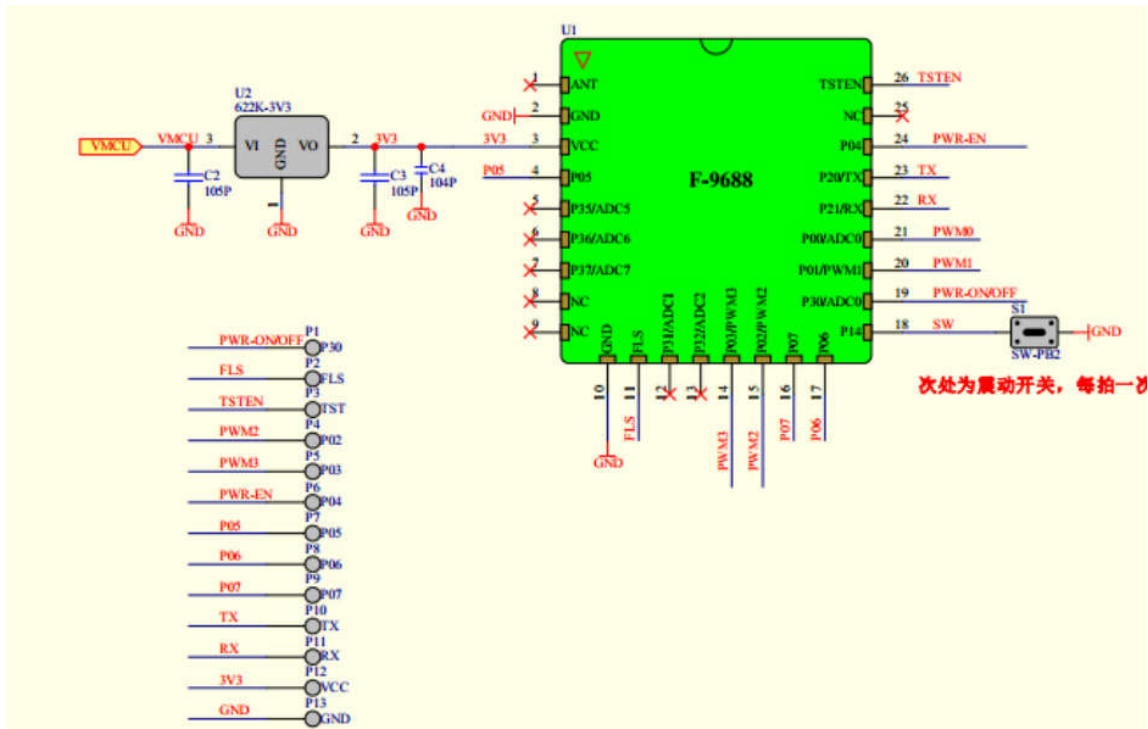 U1
U2
622K-3V3
VMCU
VMCU
3
VI
GND
VO
2
3V3
1
C2
105P
C3
105P
C4
104P
GND
GND
GND
GND
F-9688
1 ANT
GND 2 GND
3V3 3 VCC
P05 4 P05
5 P35/ADC5
6 P36/ADC6
7 P37/ADC7
8 NC
9 NC
GND 10 GND
FLS 11 FLS
P31/ADC1 12
P32/ADC2 13
P03/PWM3 14 PWM3
P02/PWM2 15 PWM2
P07 16 P07
P06 17 P06
TSTEN 26 TSTEN
NC 25
P04 24 PWR-EN
P20/TX 23 TX
P21/RX 22 RX
P00/ADC0 21 PWM0
P01/PWM1 20 PWM1
P30/ADC0 19 PWR-ON/OFF
P14 18 SW
S1
GND
SW-PB2
次处为震动开关，每拍一次
P1
PWR-ON/OFF P30
P2
FLS FLS
P3
TSTEN TST
P4
PWM2 P02
P5
PWM3 P03
P6
PWR-EN P04
P7
P05 P05
P8
P06 P06
P9
P07 P07
P10
TX TX
P11
RX RX
P12
3V3 VCC
P13
GND GND